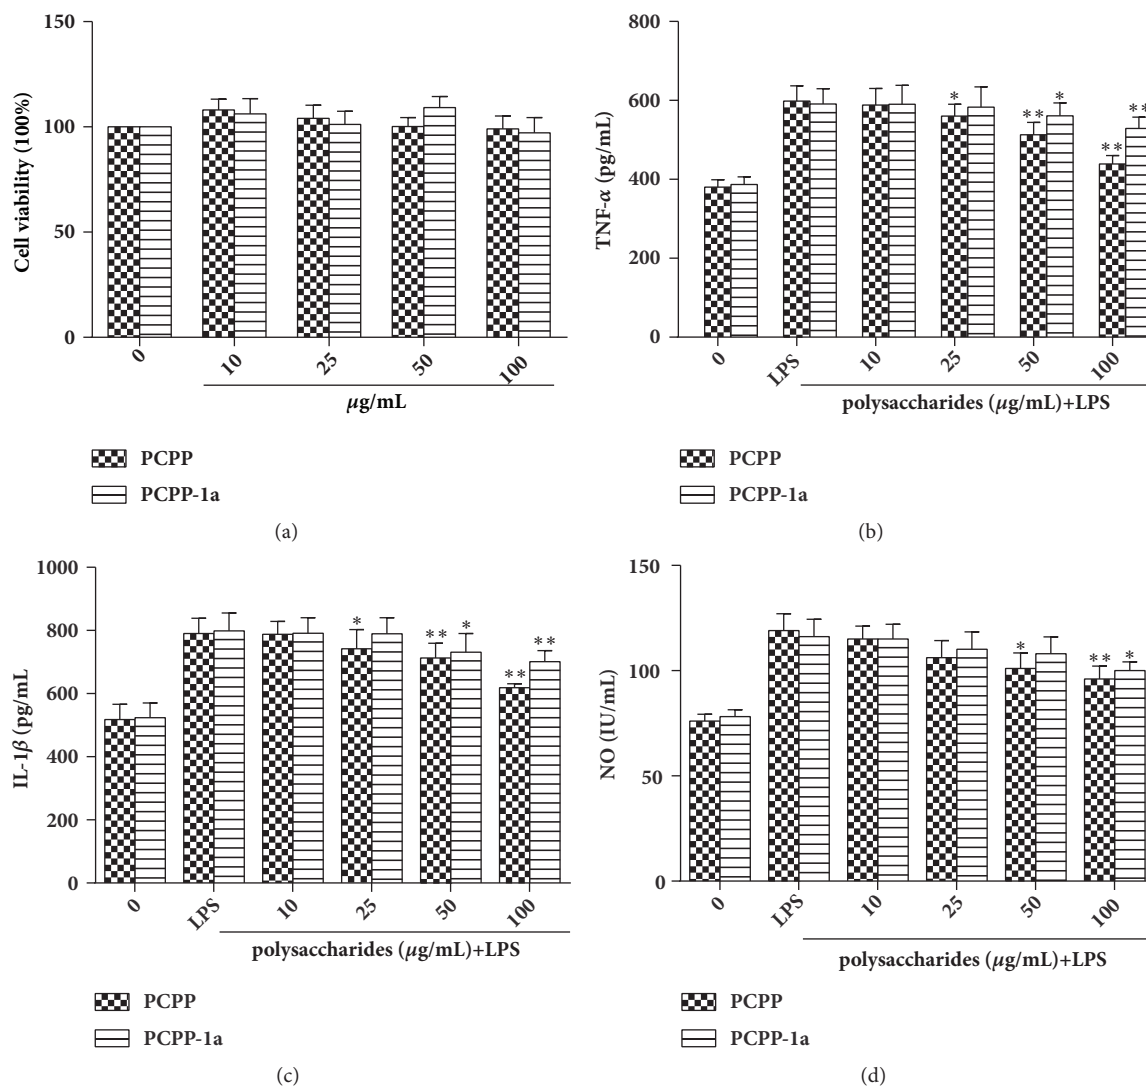 150
100
50
0
Cell viability (100%)
0
10
25
50
100
μg/mL
PCPP
PCPP-1a
(a)
800
600
400
200
0
TNF-α (pg/mL)
*
**
*
**
**
0
LPS
10
25
50
100
polysaccharides (μg/mL)+LPS
PCPP
PCPP-1a
(b)
1000
800
600
400
200
0
IL-1β (pg/mL
*
**
*
**
**
0
LPS
10
25
50
100
polysaccharides (μg/mL)+LPS
PCPP
PCPP-1a
(c)
150
100
50
0
NO (IU/mL)
*
**
*
0
LPS
10
25
50
100
polysaccharides (μg/mL)+LPS
PCPP
PCPP-1a
(d)